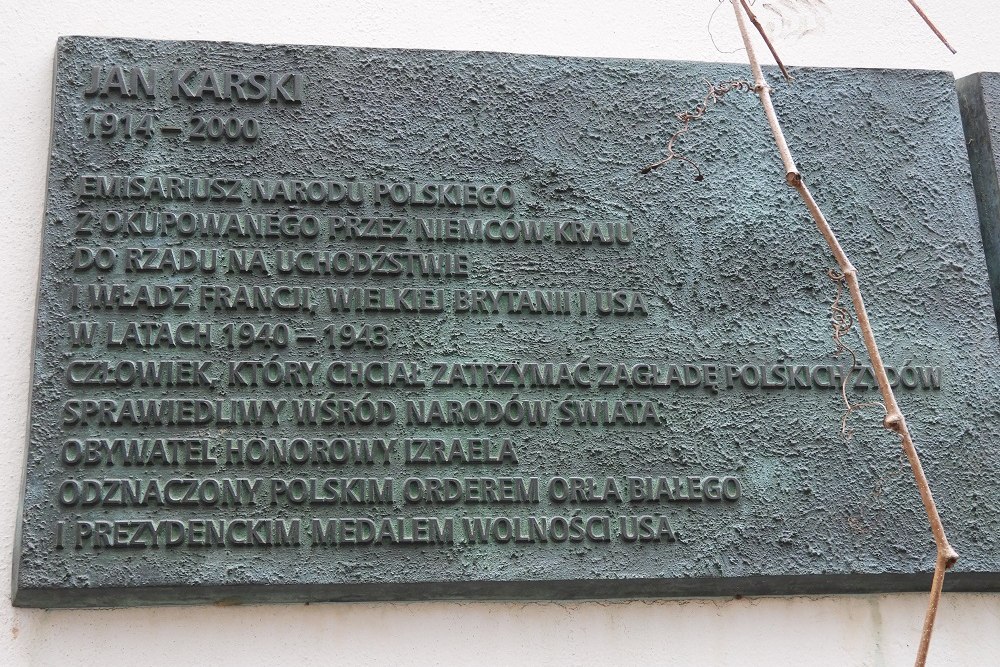 JAN KARSKI
1914 – 2000
EMISARIUSZ NARODU POLSKIEGO
Z OKUPOWANEGO PRZEZ NIEMCÓW KRAJU
DO RZĄDU NA UCHODŹSTWIE
I WŁADZ FRANCJI, WIELKIEJ BRYTANII I USA
W LATACH 1940 – 1943
CZŁOWIEK, KTÓRY CHCIAŁ ZATRZYMAĆ ZAGŁADĘ POLSKICH ŻYDÓW
SPRAWIEDLIWY WŚRÓD NARODÓW ŚWIATA
OBYWATEL HONOROWY IZRAELA
ODZNACZONY POLSKIM ORDEREM ORŁA BIAŁEGO
I PREZYDENCKIM MEDALEM WOLNOŚCI USA